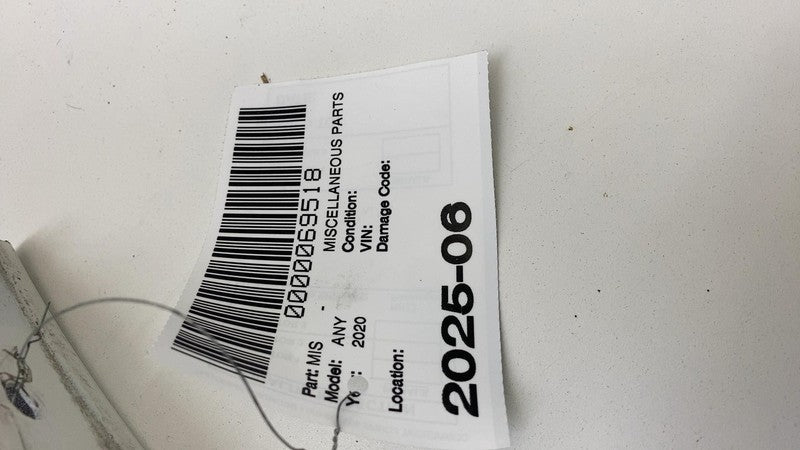 0000069518
Part: MIS - MISCELLANEOUS PARTS
Model: ANY Condition:
2020 VIN:
Damage Code:
Location:
2025-06